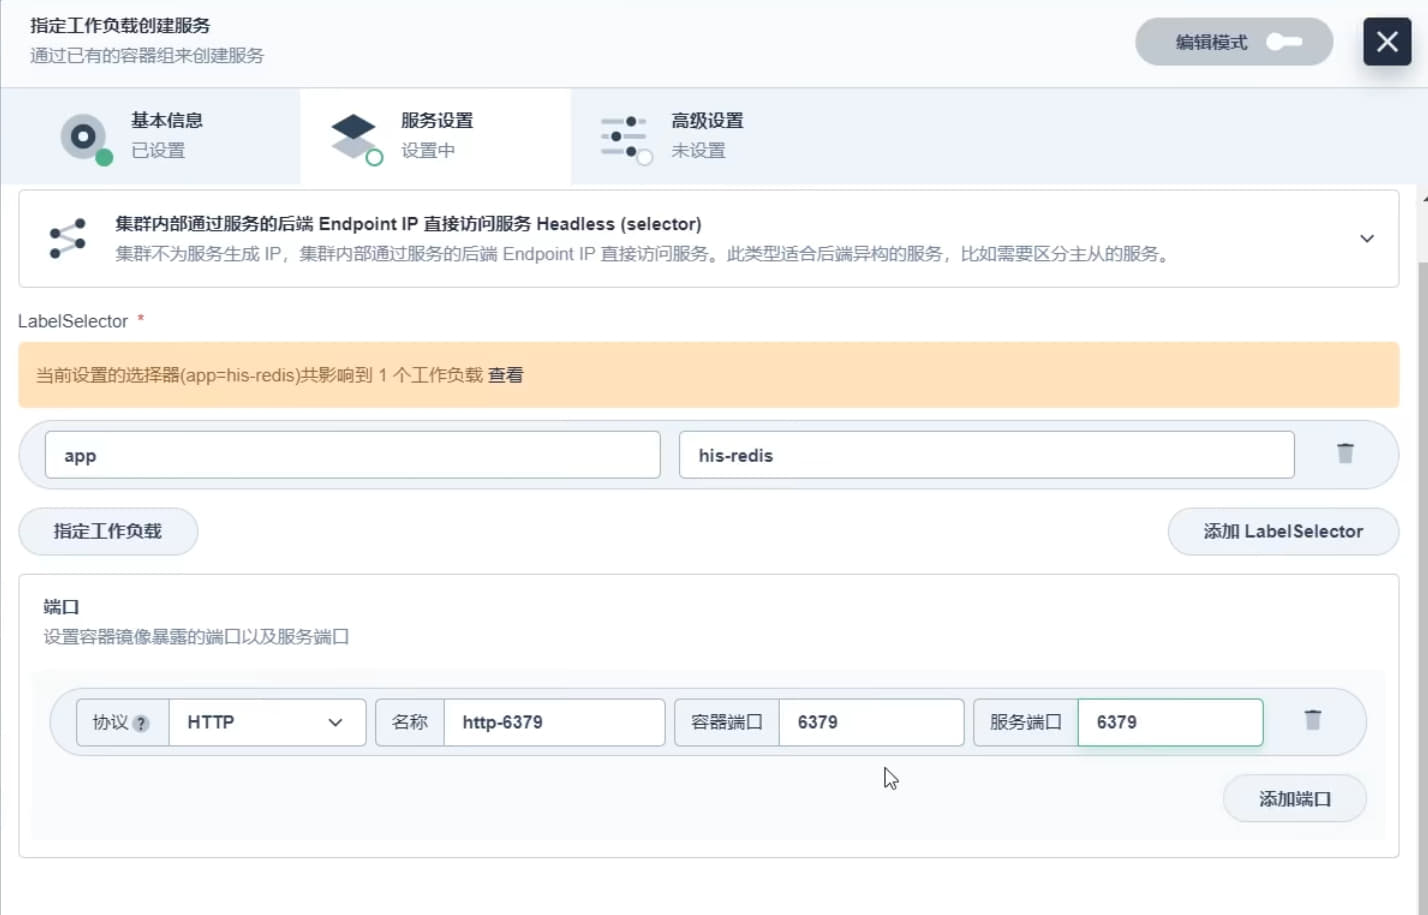 指定工作负载创建服务
通过已有的容器组来创建服务
编辑模式
基本信息
已设置
服务设置
设置中
高级设置
未设置
集群内部通过服务的后端 Endpoint IP 直接访问服务 Headless (selector)
集群不为服务生成 IP，集群内部通过服务的后端 Endpoint IP 直接访问服务。此类型适合后端异构的服务，比如需要区分主从的服务。
LabelSelector *
当前设置的选择器(app=his-redis)共影响到 1 个工作负载 查看
app
his-redis
指定工作负载
添加 LabelSelector
端口
设置容器镜像暴露的端口以及服务端口
协议 ? HTTP 名称 http-6379 容器端口 6379 服务端口 6379
添加端口